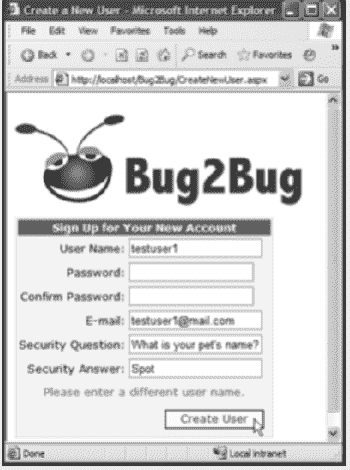 Create a New User - Microsoft Internet Explorer
File Edit View Favorites Tools Help
Back Search Favorites
Address http://localhost/Bug2Bug/CreateNewUser.aspx Go
Bug2Bug
Sign Up for Your New Account
User Name: testuser1
Password:
Confirm Password:
E-mail: testuser1@mail.com
Security Question: What is your pet's name?
Security Answer: Spot
Please enter a different user name.
Create User
Done Local intranet